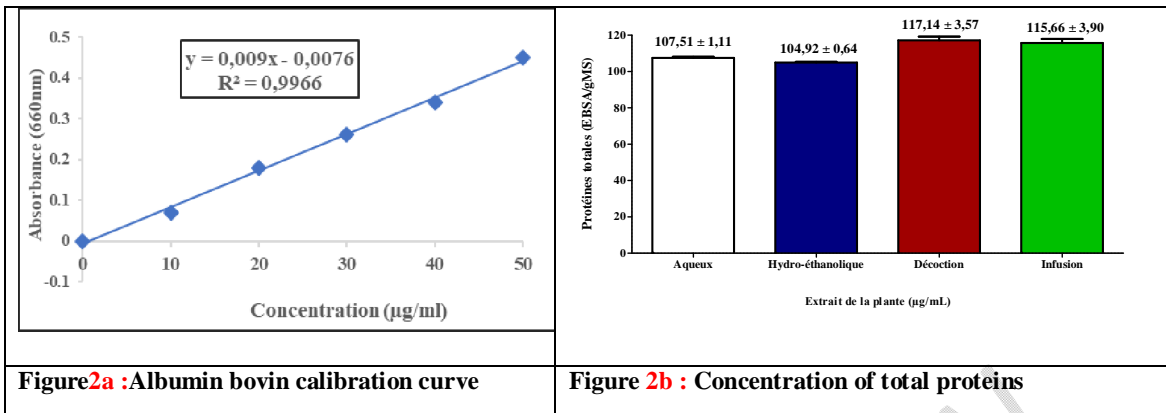 0.5
0.4
0.3
0.2
0.1
0
-0.1
Absorbance (660nm)
y = 0,009x - 0,0076
R² = 0,9966
0 10 20 30 40 50
Concentration (µg/ml)
120
100
80
60
40
20
0
Protéines totales (EBSA/gMS)
107,51 ± 1,11
104,92 ± 0,64
117,14 ± 3,57
115,66 ± 3,90
Aqueux Hydro-éthanolique Décoction Infusion
Extrait de la plante (µg/mL)
Figure2a :Albumin bovin calibration curve
Figure 2b : Concentration of total proteins